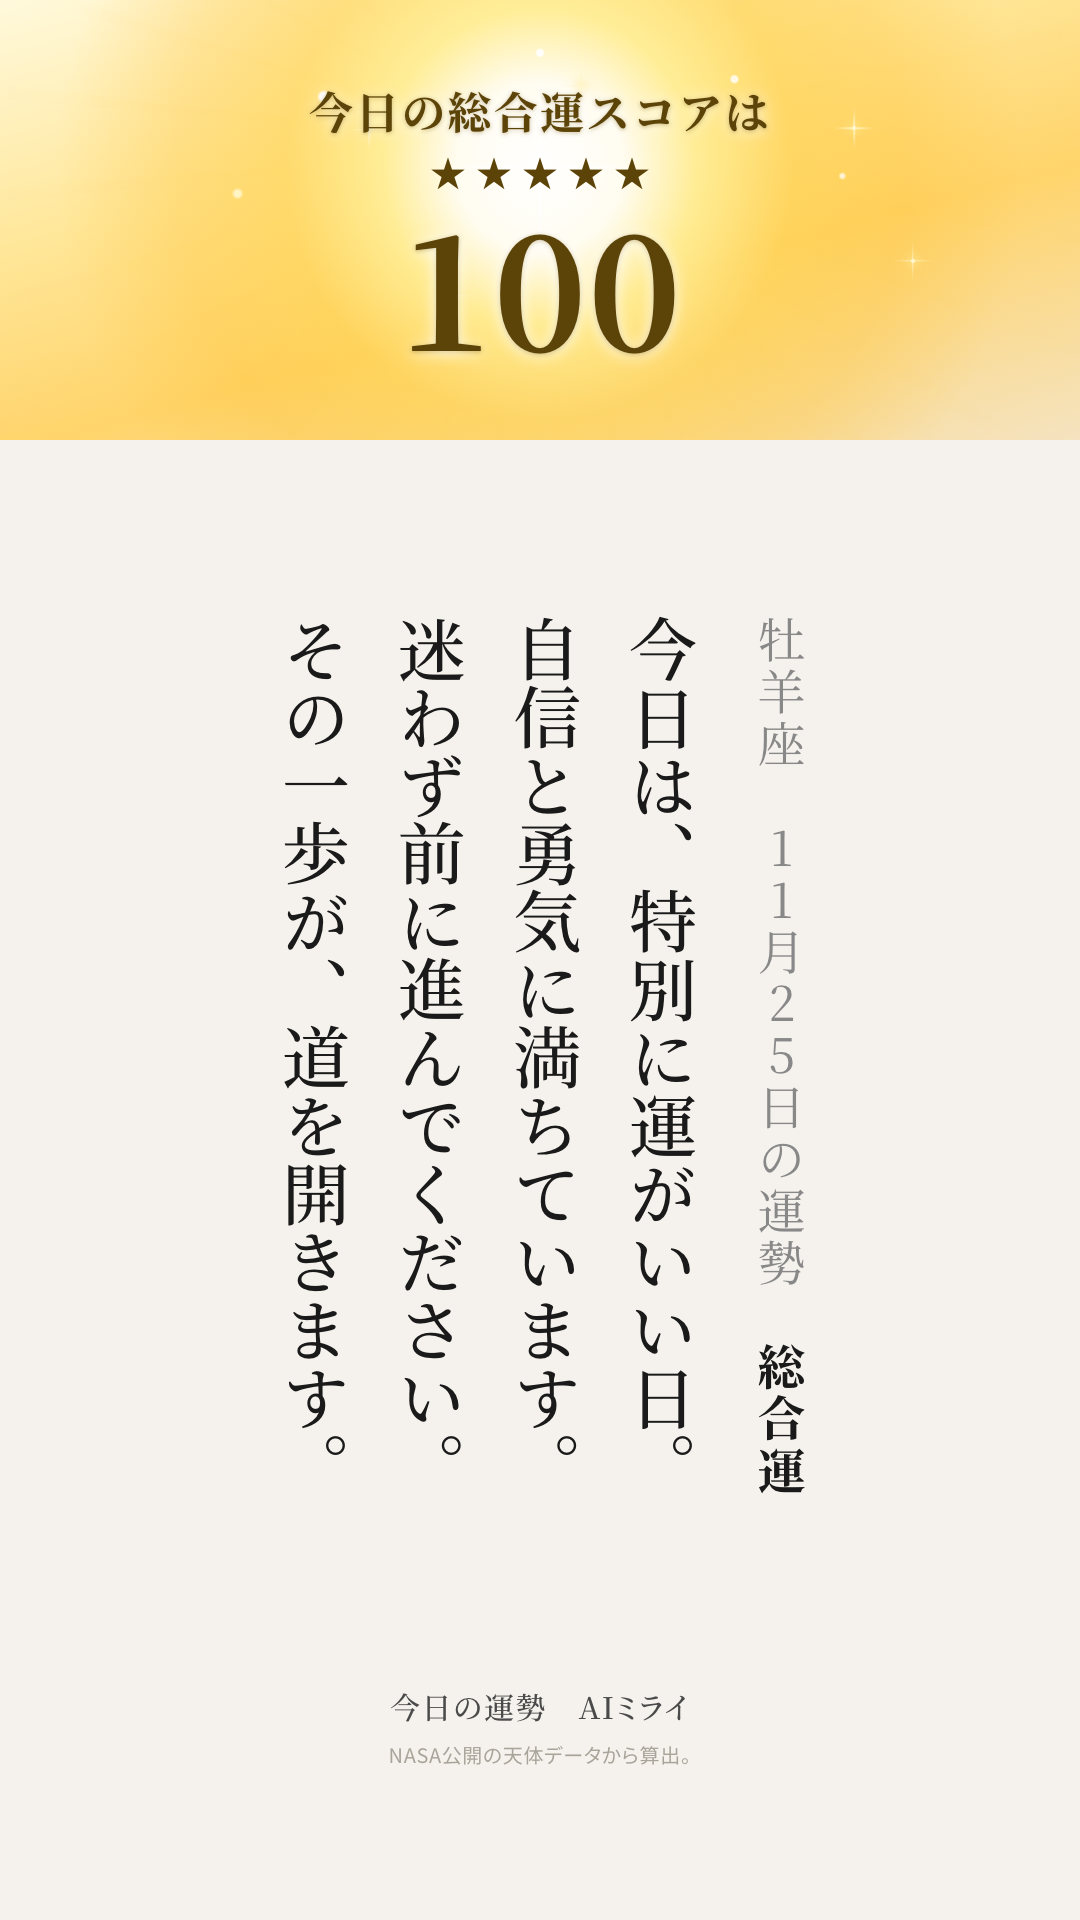 今日の総合運スコアは
★★★★★
100
牡羊座　11月25日の運勢　総合運
今日は、特別に運がいい日。
自信と勇気に満ちています。
迷わず前に進んでください。
その一歩が、道を開きます。
今日の運勢　AIミライ
NASA公開の天体データから算出。